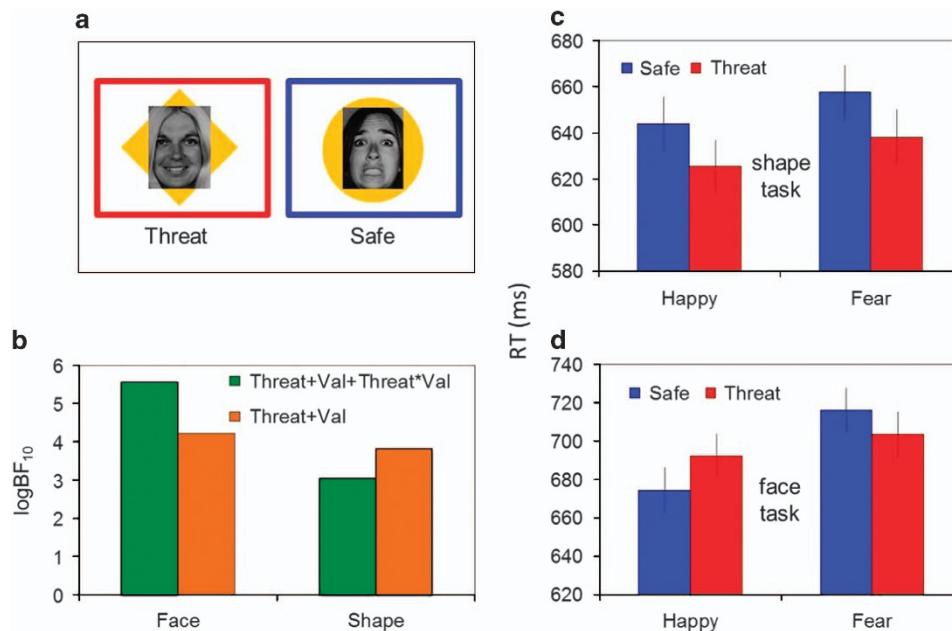 a
Threat
Safe
b
6
5
4
3
2
1
0
logBF10
Threat+Val+Threat*Val
Threat+Val
Face
Shape
c
680
660
640
620
600
580
Safe
Threat
shape
task
Happy
Fear
RT (ms)
d
740
720
700
680
660
640
620
Safe
Threat
face
task
Happy
Fear